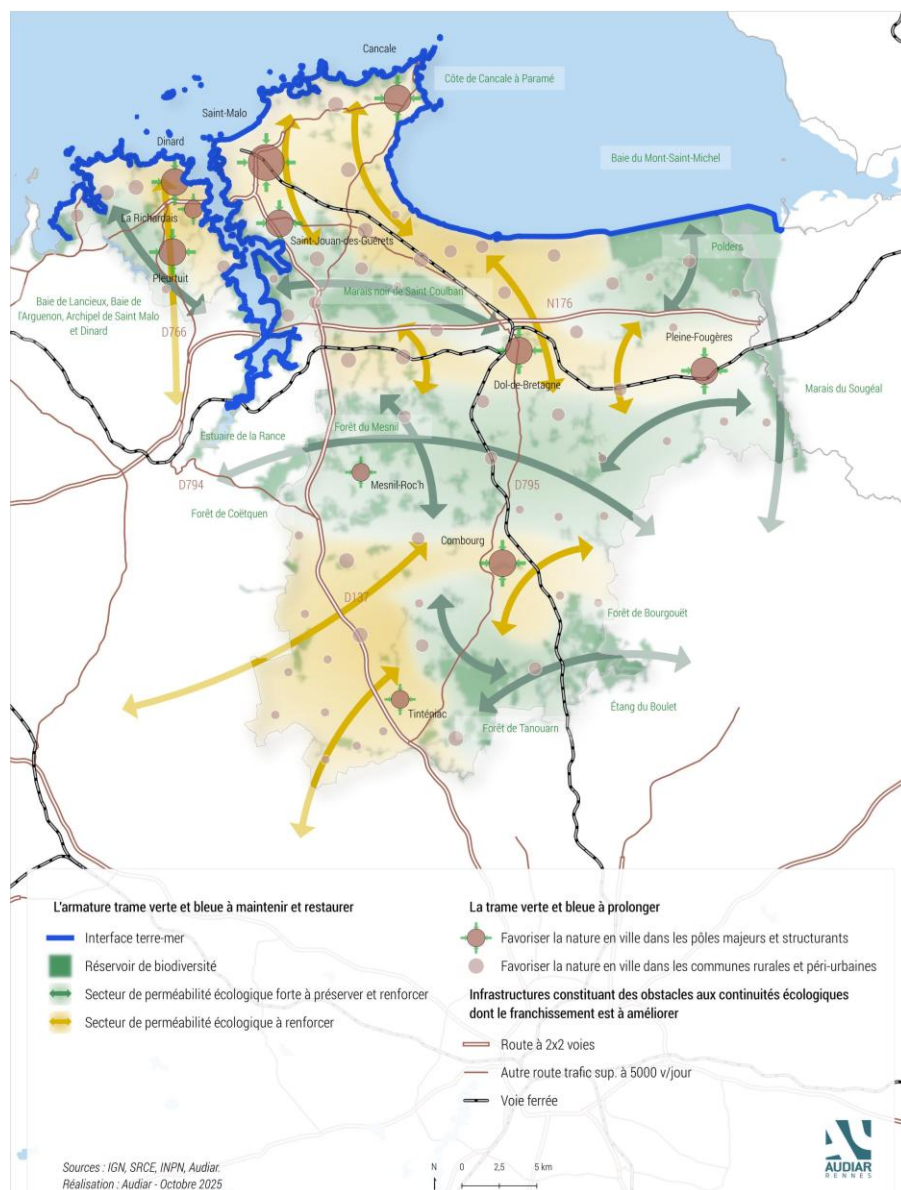 Cancale
Côte de Cancale à Paramé
Saint-Malo
Dinard
Baie du Mont-Saint-Michel
La Richardais
Saint-Jouan-des-Guérets
Polders
Pleurtuit
Marais noir de Saint-Coulban
Baie de Lancieux, Baie de
l'Arguenon, Archipel de Saint Malo
et Dinard
N176
D766
Pleine-Fougères
Dol-de-Bretagne
Marais du Sougéal
Forêt du Mesnil
Estuaire de la Rance
Mesnil-Roc'h
D794
D795
Forêt de Coëtquen
Combourg
D137
Forêt de Bourgouët
Étang du Boulet
Tinténiac
Forêt de Tanouarn
L'armature trame verte et bleue à maintenir et restaurer
Interface terre-mer
Réservoir de biodiversité
Secteur de perméabilité écologique forte à préserver et renforcer
Secteur de perméabilité écologique à renforcer
La trame verte et bleue à prolonger
Favoriser la nature en ville dans les pôles majeurs et structurants
Favoriser la nature en ville dans les communes rurales et péri-urbaines
Infrastructures constituant des obstacles aux continuités écologiques
dont le franchissement est à améliorer
Route à 2x2 voies
Autre route trafic sup. à 5000 v/jour
Voie ferrée
Sources : IGN, SRCE, INPN, Audiar.
Réalisation : Audiar - Octobre 2025
N 0 2,5 5 km
AUDIAR
RENNES